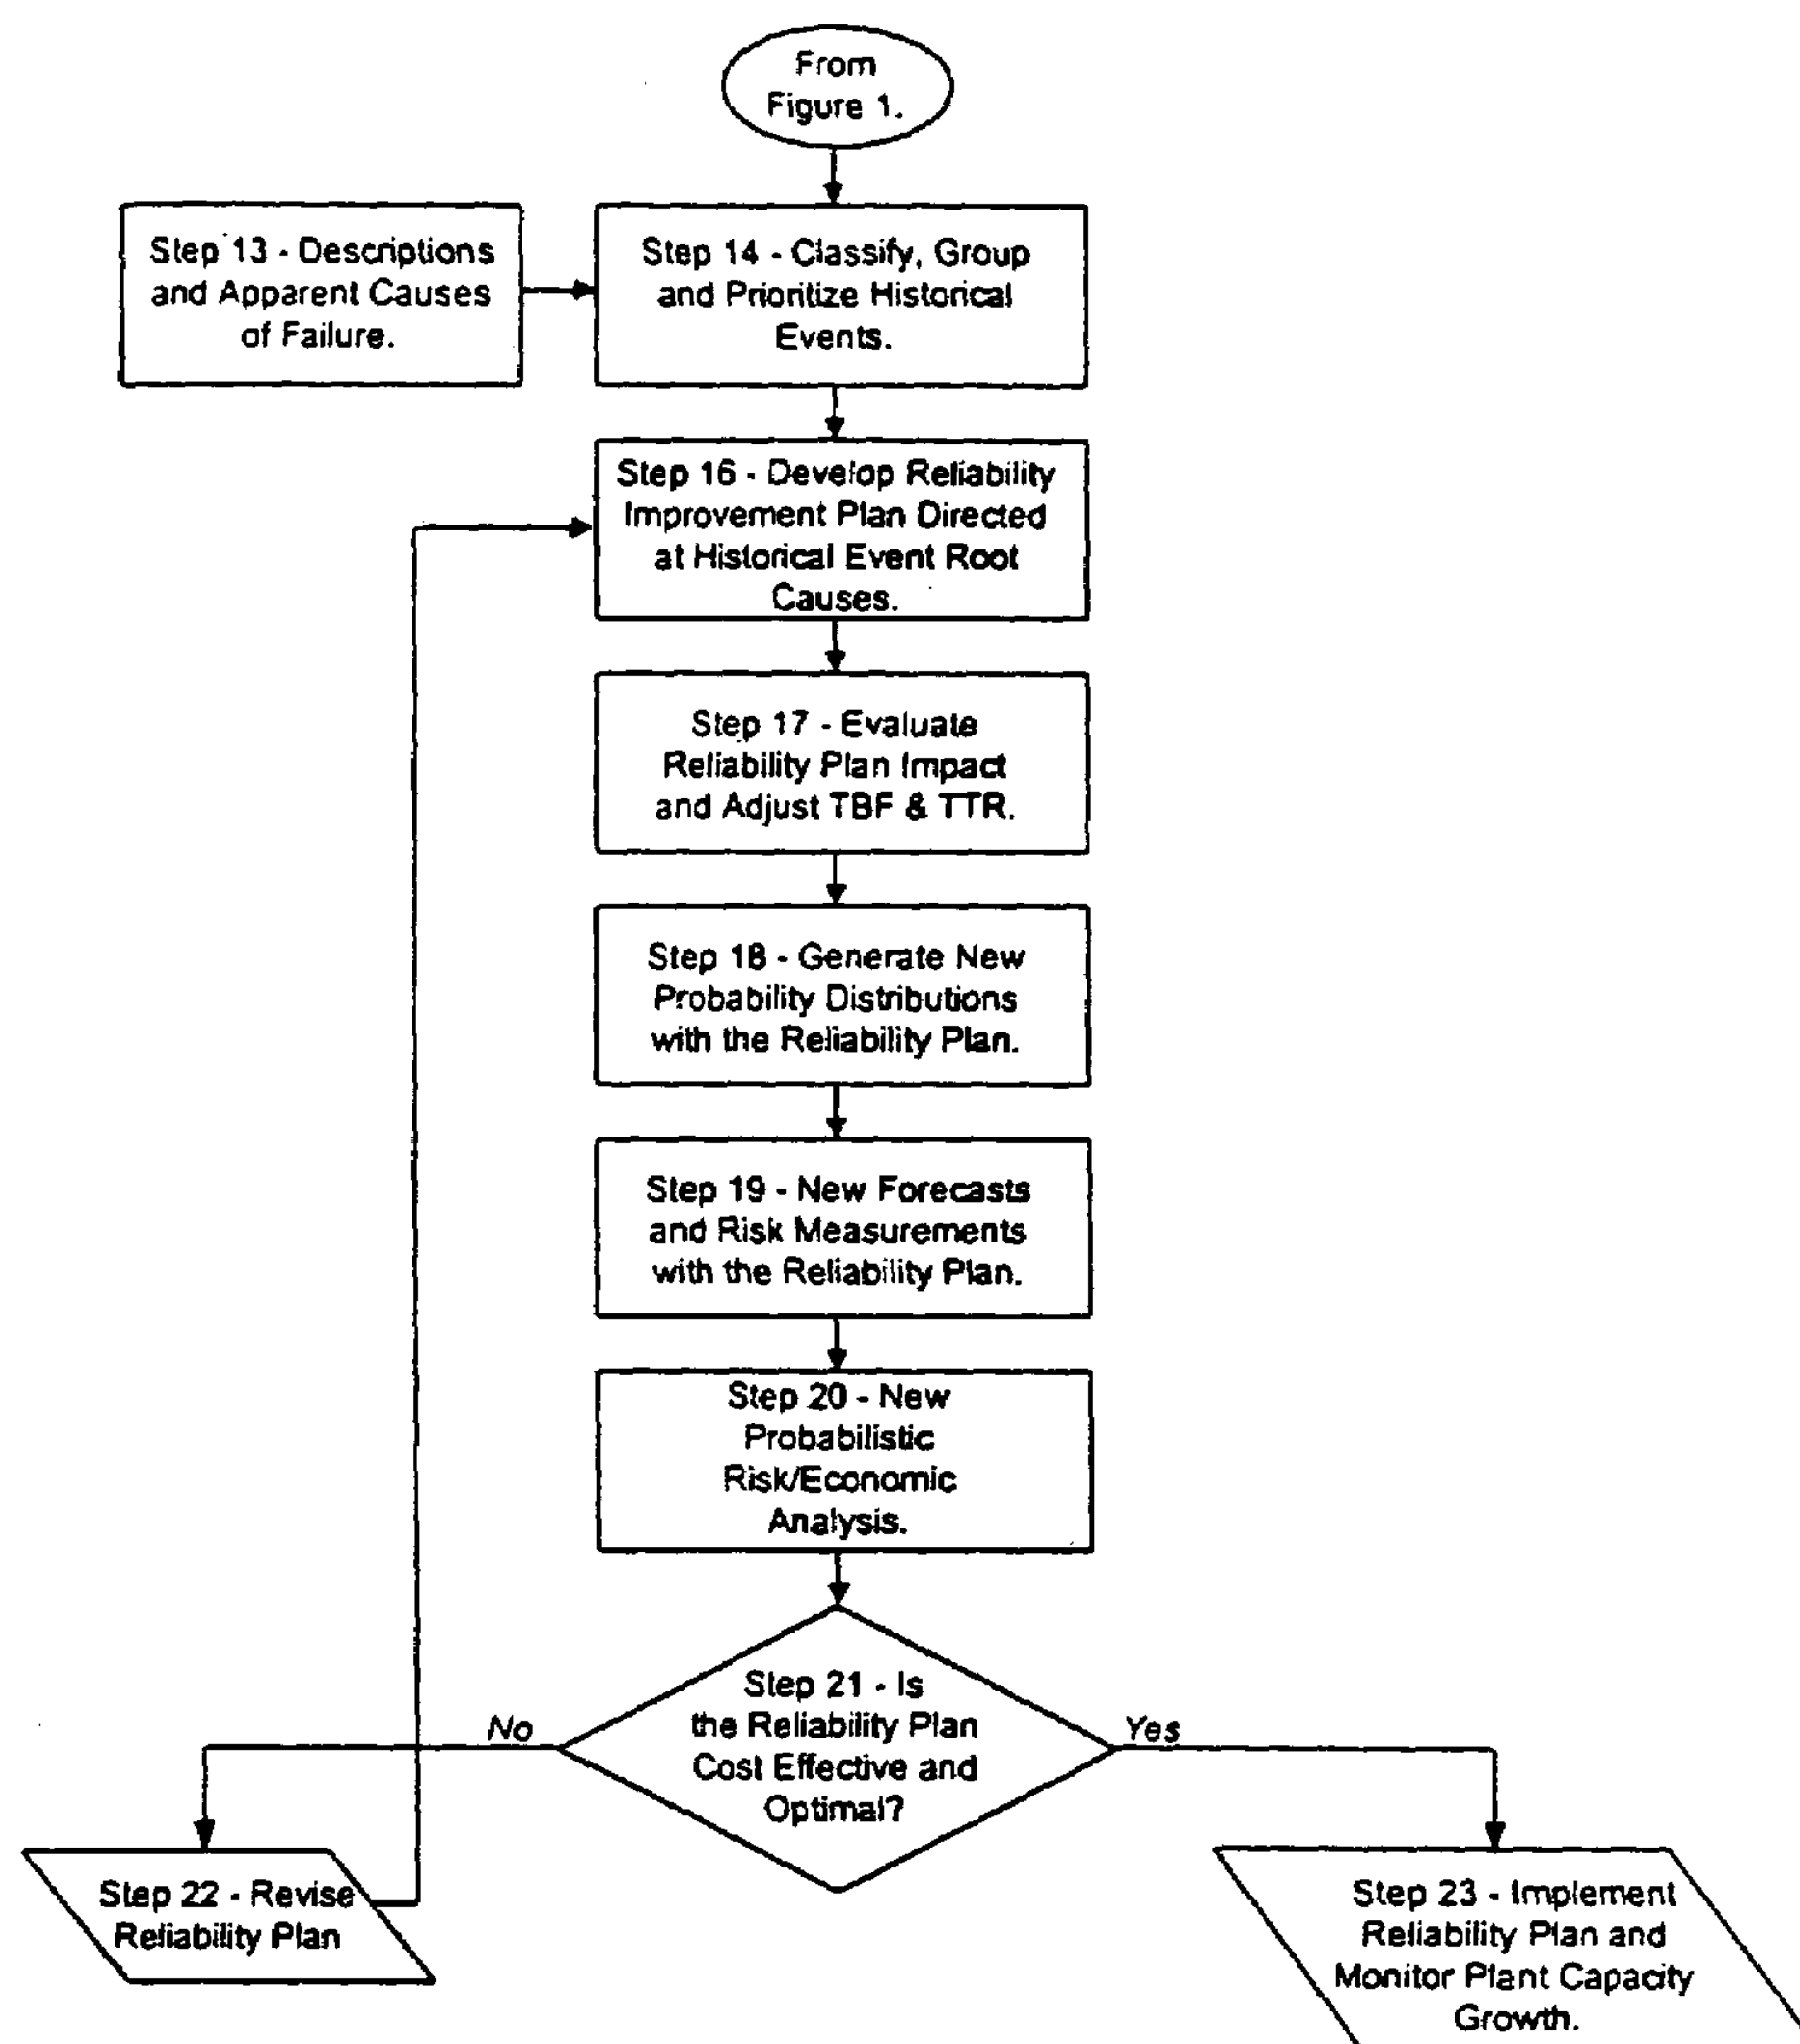 From
Figure 1.
Step 13 - Descriptions
and Apparent Causes
of Failure.
Step 14 - Classify, Group
and Prioritize Historical
Events.
Step 16 - Develop Reliability
Improvement Plan Directed
at Historical Event Root
Causes.
Step 17 - Evaluate
Reliability Plan Impact
and Adjust TBF & TTR.
Step 18 - Generate New
Probability Distributions
with the Reliability Plan.
Step 19 - New Forecasts
and Risk Measurements
with the Reliability Plan.
Step 20 - New
Probabilistic
Risk/Economic
Analysis.
Step 21 - Is
the Reliability Plan
Cost Effective and
Optimal?
No
Yes
Step 22 - Revise
Reliability Plan
Step 23 - Implement
Reliability Plan and
Monitor Plant Capacity
Growth.